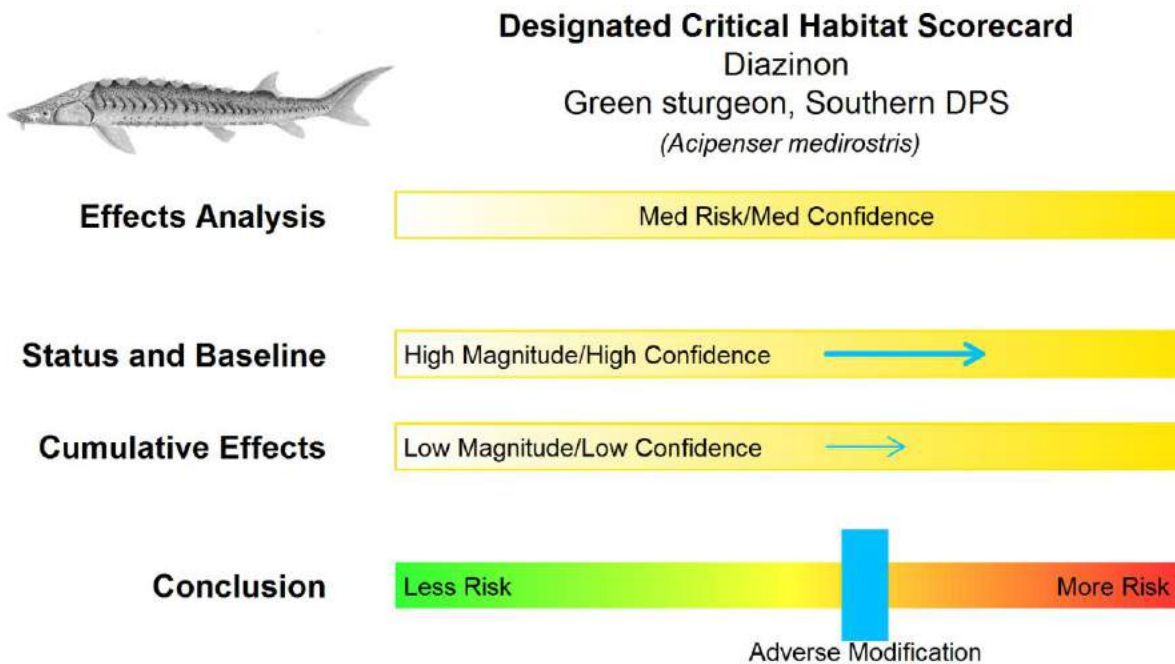 Designated Critical Habitat Scorecard
Diazinon
Green sturgeon, Southern DPS
(Acipenser medirostris)
Effects Analysis
Med Risk/Med Confidence
Status and Baseline
High Magnitude/High Confidence
Cumulative Effects
Low Magnitude/Low Confidence
Conclusion
Less Risk
More Risk
Adverse Modification